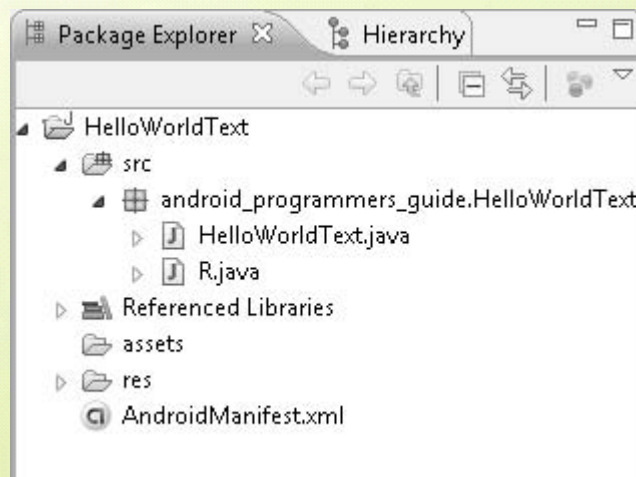 Package Explorer Hierarchy
HelloWorldText
src
android_programmers_guide.HelloWorldText
HelloWorldText.java
R.java
Referenced Libraries
assets
res
AndroidManifest.xml